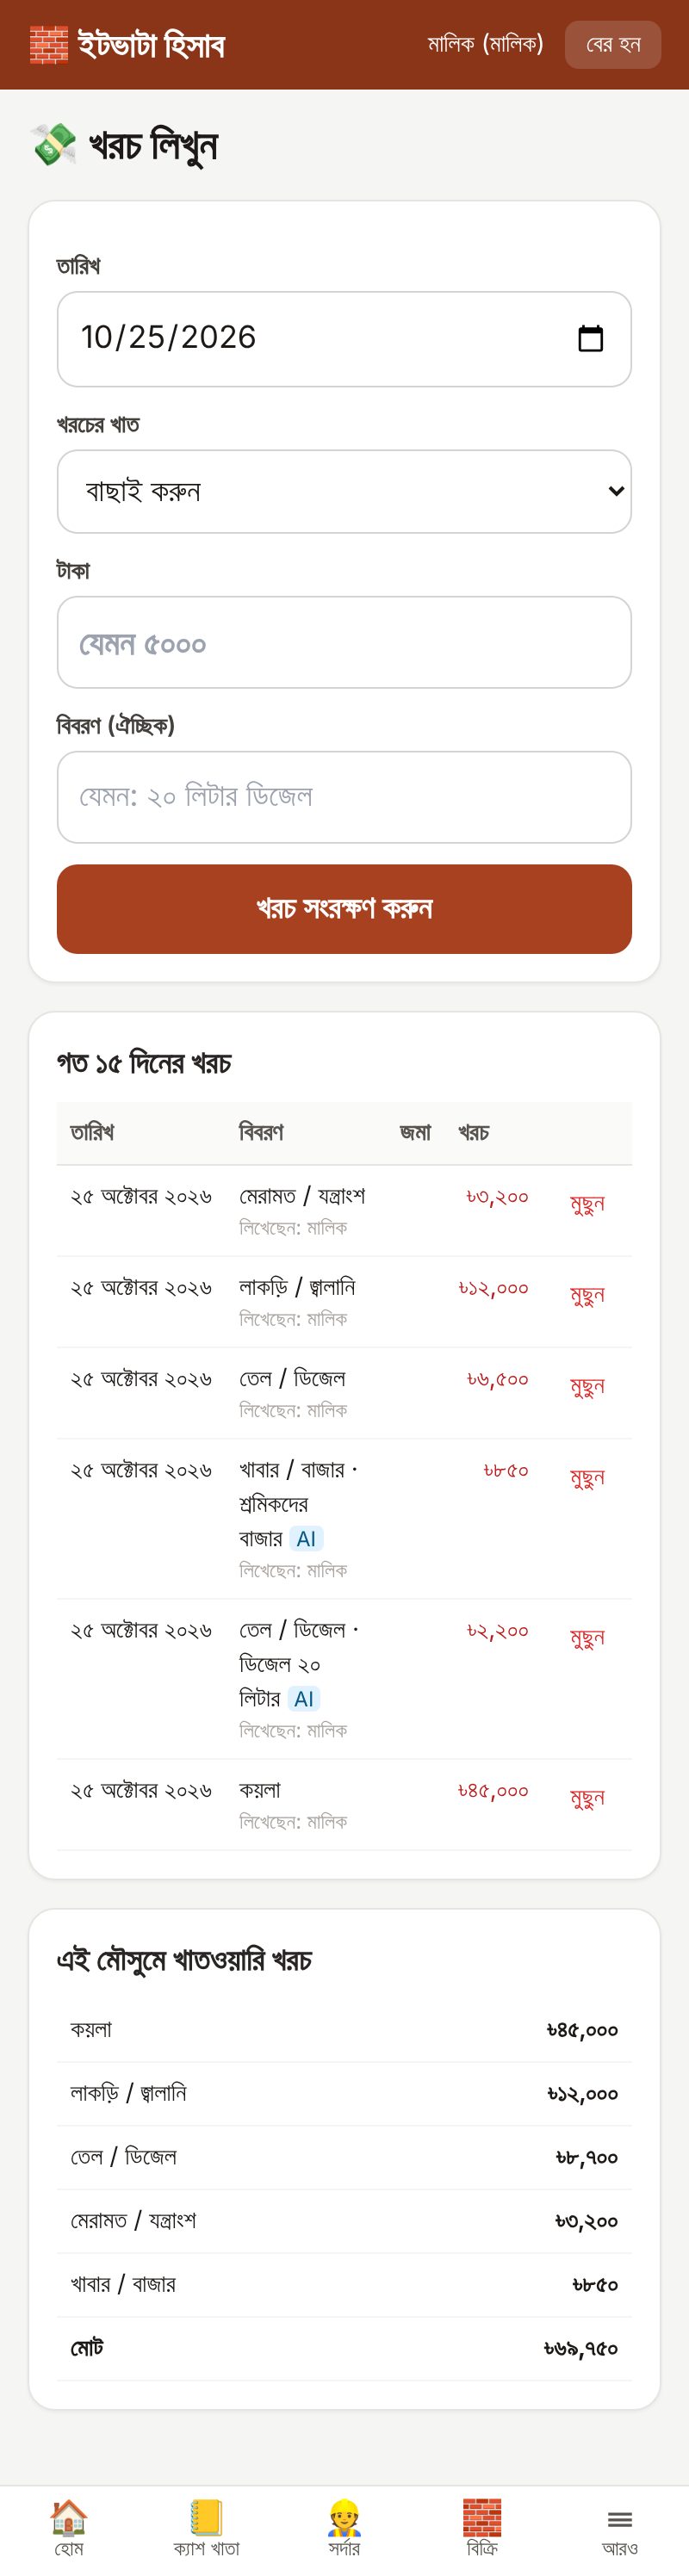 ইটভাটা হিসাব
মালিক (মালিক)
বের হন
খরচ লিখুন
তারিখ
10/25/2026
খরচের খাত
বাছাই করুন
টাকা
যেমন ৫০০০
বিবরণ (ঐচ্ছিক)
যেমন: ২০ লিটার ডিজেল
খরচ সংরক্ষণ করুন
গত ১৫ দিনের খরচ
তারিখ বিবরণ জমা খরচ
২৫ অক্টোবর ২০২৬ মেরামত / যন্ত্রাংশ ৳৩,২০০ মুছুন
লিখেছেন: মালিক
২৫ অক্টোবর ২০২৬ লাকড়ি / জ্বালানি ৳১২,০০০ মুছুন
লিখেছেন: মালিক
২৫ অক্টোবর ২০২৬ তেল / ডিজেল ৳৬,৫০০ মুছুন
লিখেছেন: মালিক
২৫ অক্টোবর ২০২৬ খাবার / বাজার · ৳৮৫০ মুছুন
শ্রমিকদের
বাজার AI
লিখেছেন: মালিক
২৫ অক্টোবর ২০২৬ তেল / ডিজেল · ৳২,২০০ মুছুন
ডিজেল ২০
লিটার AI
লিখেছেন: মালিক
২৫ অক্টোবর ২০২৬ কয়লা ৳৪৫,০০০ মুছুন
লিখেছেন: মালিক
এই মৌসুমে খাতওয়ারি খরচ
কয়লা ৳৪৫,০০০
লাকড়ি / জ্বালানি ৳১২,০০০
তেল / ডিজেল ৳৮,৭০০
মেরামত / যন্ত্রাংশ ৳৩,২০০
খাবার / বাজার ৳৮৫০
মোট ৳৬৯,৭৫০
হোম ক্যাশ খাতা সর্দার বিক্রি আরও